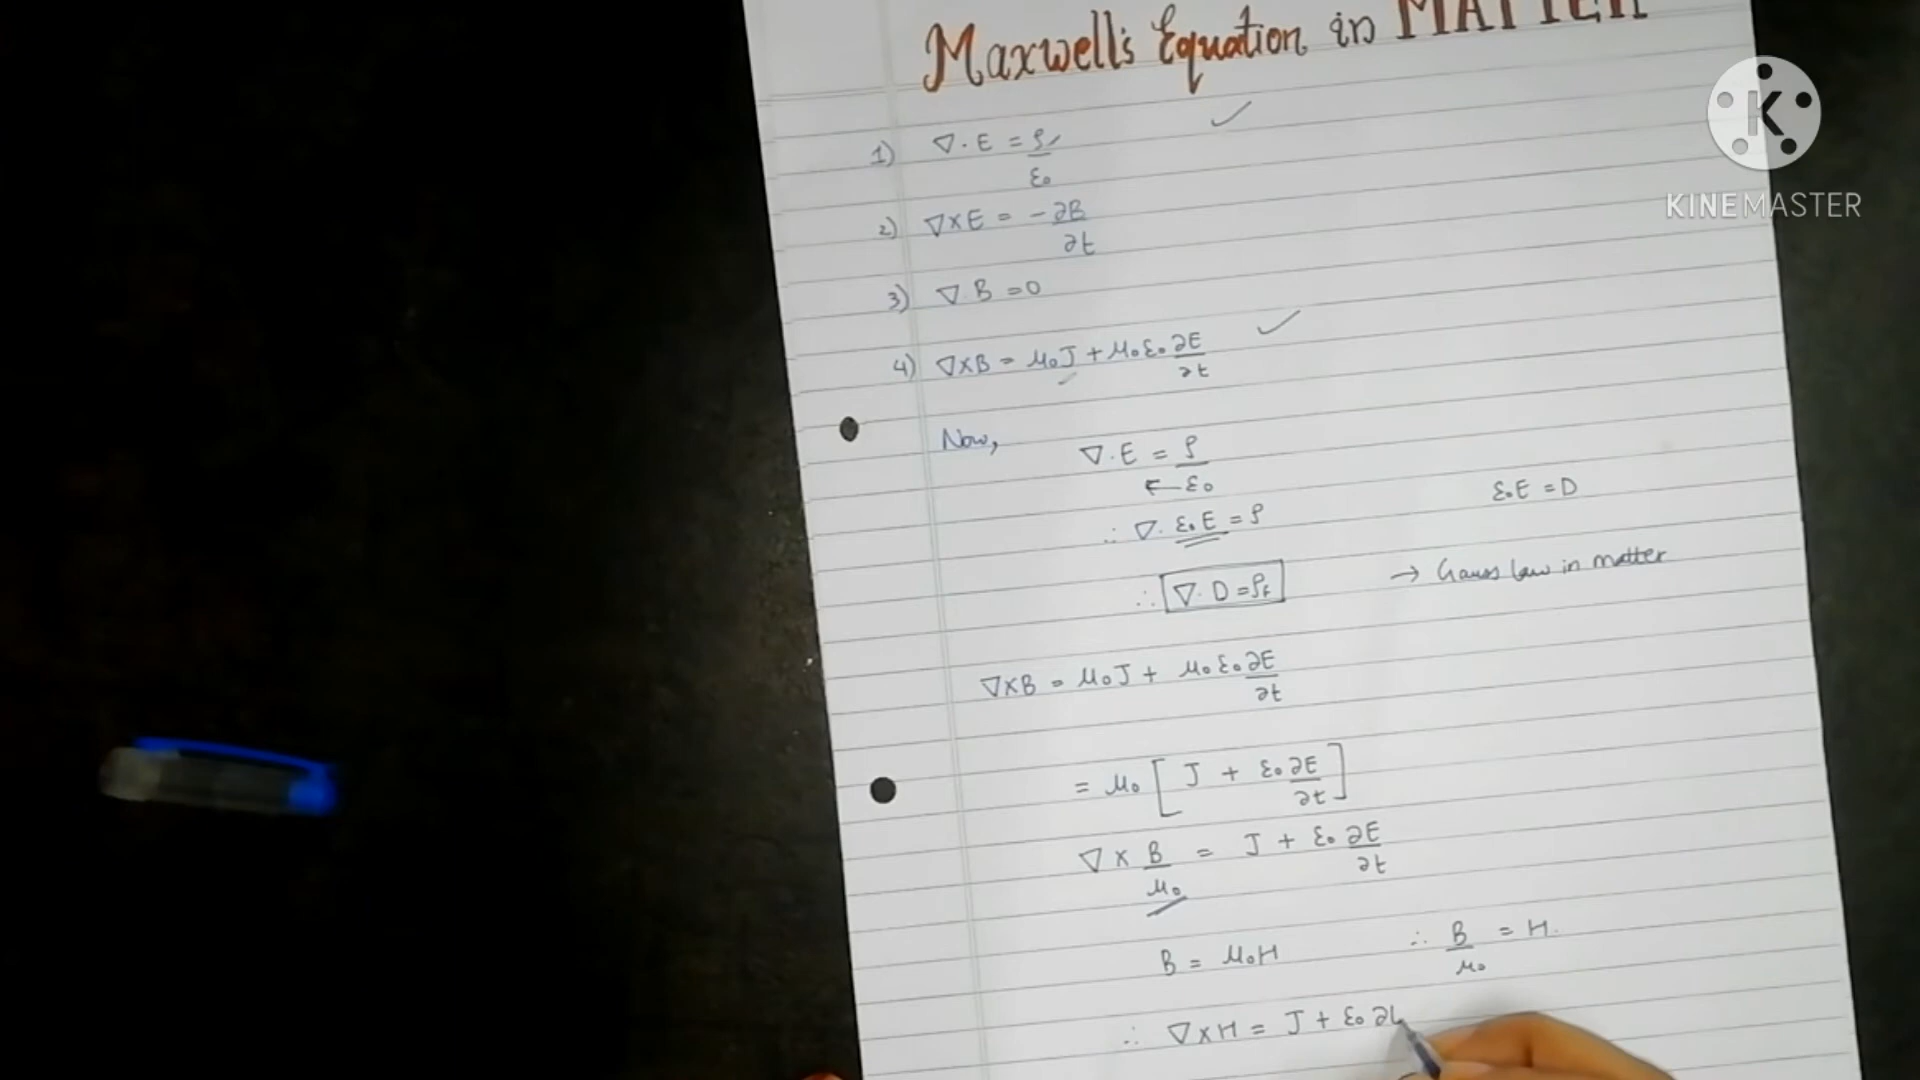 Maxwell's Equation in MATTER
KINEMASTER
1) ∇·E = ρ/ε₀
2) ∇×E = -∂B/∂t
3) ∇·B = 0
4) ∇×B = μ₀J + μ₀ε₀ ∂E/∂t
Now,
∇·E = ρ/ε₀
∴ ∇· ε₀E = ρ
ε₀E = D
∴ ∇· D = ρf → Gauss law in matter
∇×B = μ₀J + μ₀ε₀ ∂E/∂t
= μ₀ [ J + ε₀ ∂E/∂t ]
∇ × B/μ₀ = J + ε₀ ∂E/∂t
B = μ₀H ∴ B/μ₀ = H.
∴ ∇×H = J + ε₀ ∂